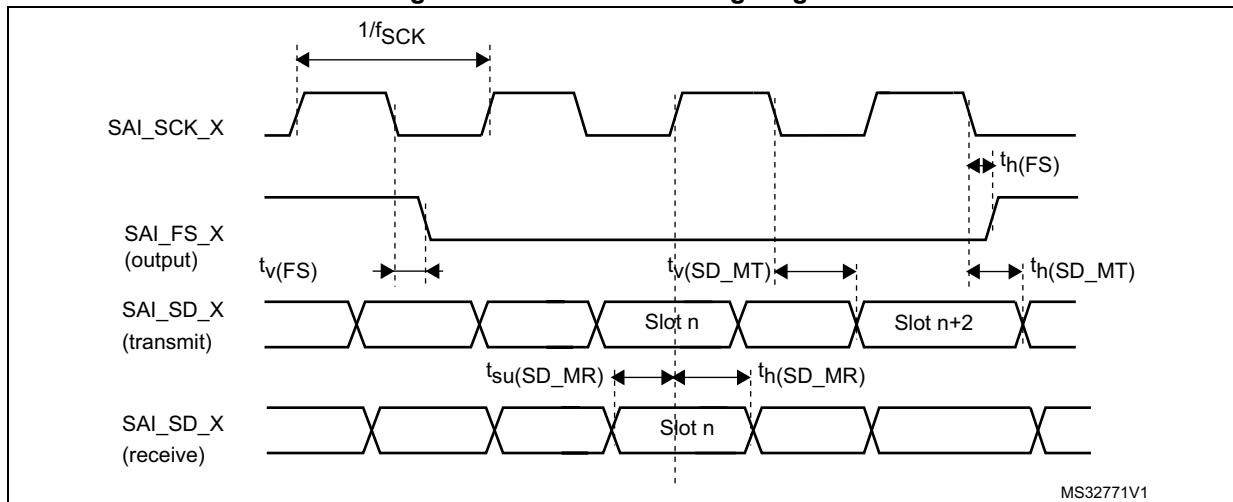 1/fSCK
SAI_SCK_X
th(FS)
SAI_FS_X
(output)
tv(FS)
tv(SD_MT)
th(SD_MT)
SAI_SD_X
(transmit)
Slot n
Slot n+2
tsu(SD_MR)
th(SD_MR)
SAI_SD_X
(receive)
Slot n
MS32771V1